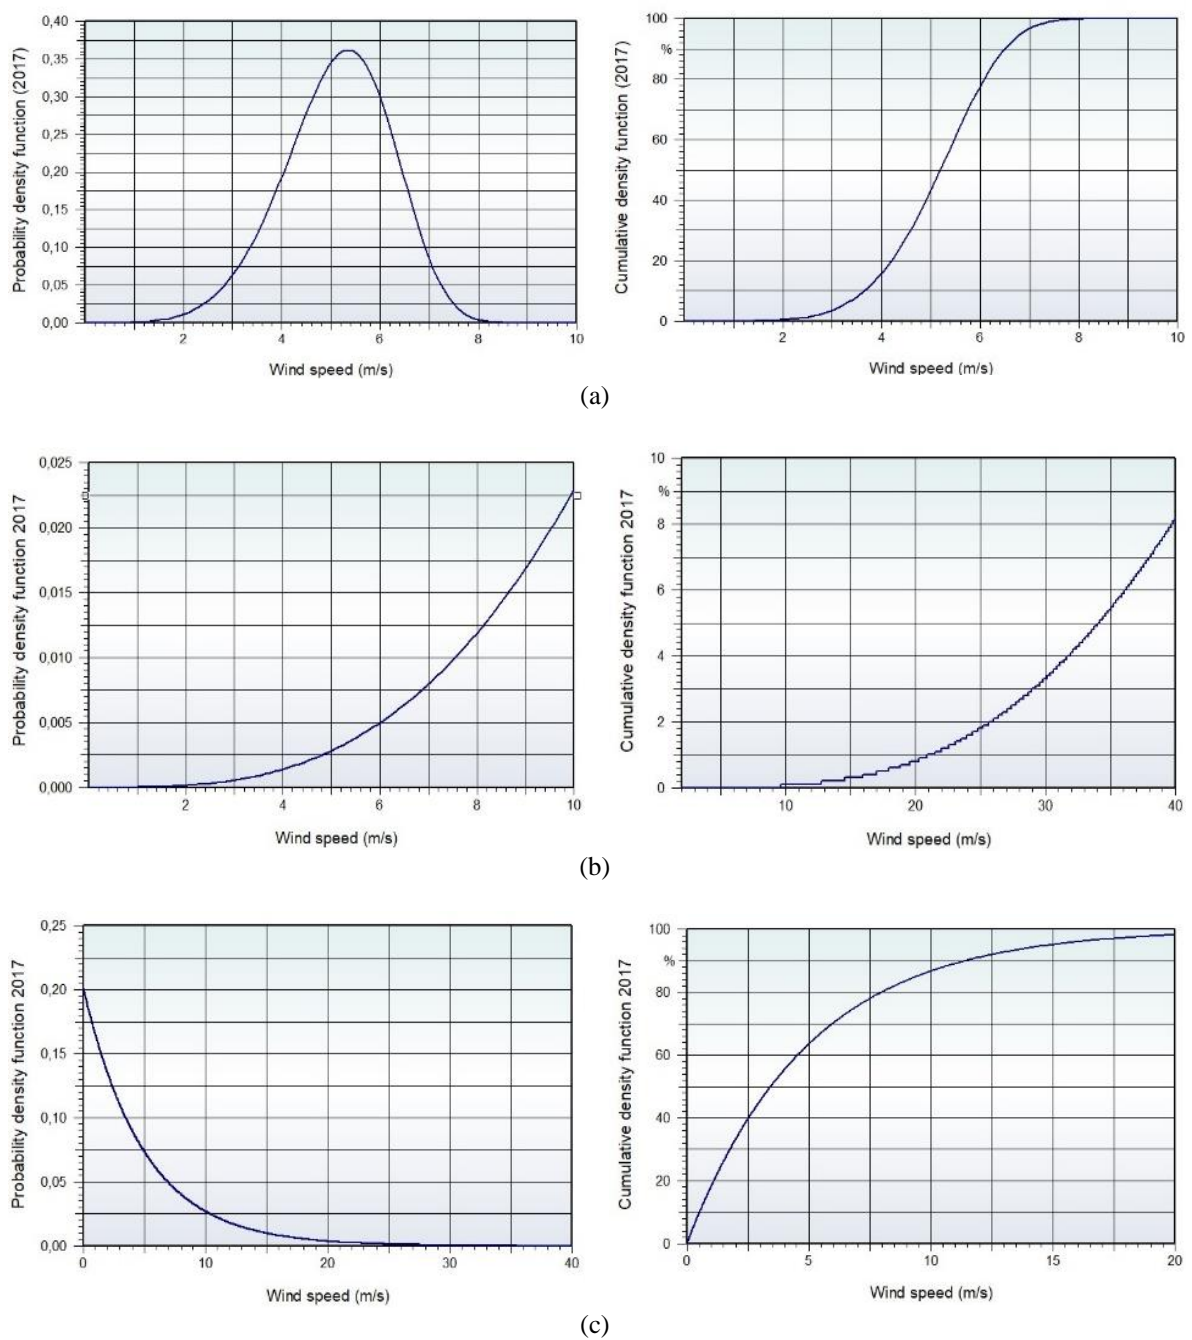 Probability density function (2017)
0,40
0,35
0,30
0,25
0,20
0,15
0,10
0,05
0,00
2 4 6 8 10
Wind speed (m/s)
Cumulative density function (2017)
100
%
80
60
40
20
0
2 4 6 8 10
Wind speed (m/s)
(a)
Probability density function 2017
0,025
0,020
0,015
0,010
0,005
0,000
2 4 6 8 10
Wind speed (m/s)
Cumulative density function 2017
10
%
8
6
4
2
0
10 20 30 40
Wind speed (m/s)
(b)
Probability density function 2017
0,25
0,20
0,15
0,10
0,05
0,00
0 10 20 30 40
Wind speed (m/s)
Cumulative density function 2017
100
%
80
60
40
20
0
0 5 10 15 20
Wind speed (m/s)
(c)